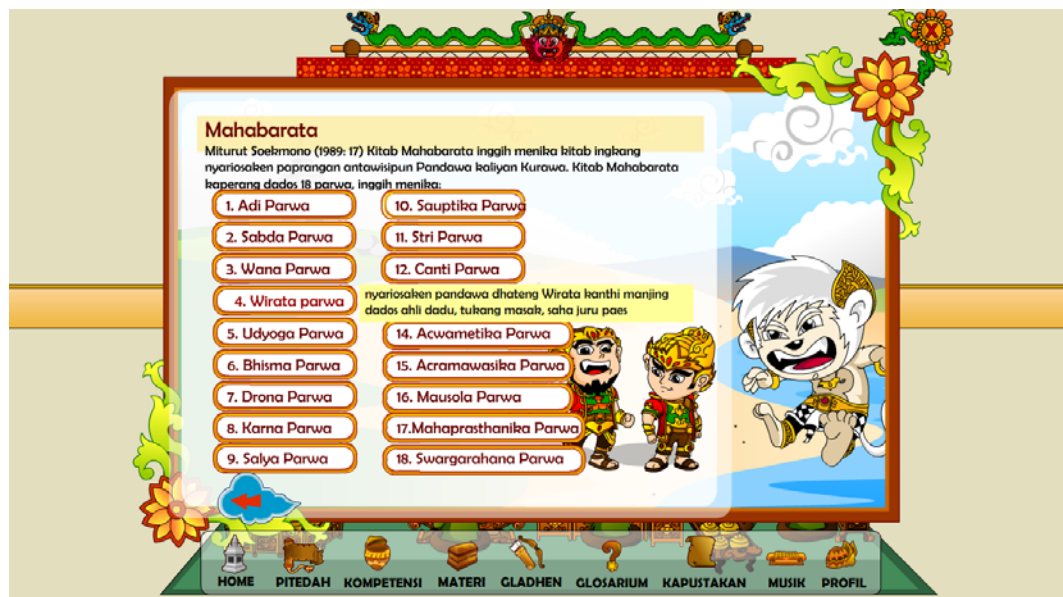 X
Mahabarata
Miturut Soekmono (1989: 17) Kitab Mahabarata inggih menika kitab ingkang
nyariosaken paprangan antawisipun Pandawa kaliyan Kurawa. Kitab Mahabarata
kaperang dados 18 parwa, inggih menika:
1. Adi Parwa
2. Sabda Parwa
3. Wana Parwa
4. Wirata parwa
5. Udyoga Parwa
6. Bhisma Parwa
7. Drona Parwa
8. Karna Parwa
9. Salya Parwa
10. Sauptika Parwa
11. Stri Parwa
12. Canti Parwa
nyariosaken pandawa dhateng Wirata kanthi manjing
dados ahli dadu, tukang masak, saha juru paes
14. Acwametika Parwa
15. Acramawasika Parwa
16. Mausola Parwa
17.Mahaprasthanika Parwa
18. Swargarahana Parwa
HOME PITEDAH KOMPETENSI MATERI GLADHEN GLOSARIUM KAPUSTAKAN MUSIK PROFIL